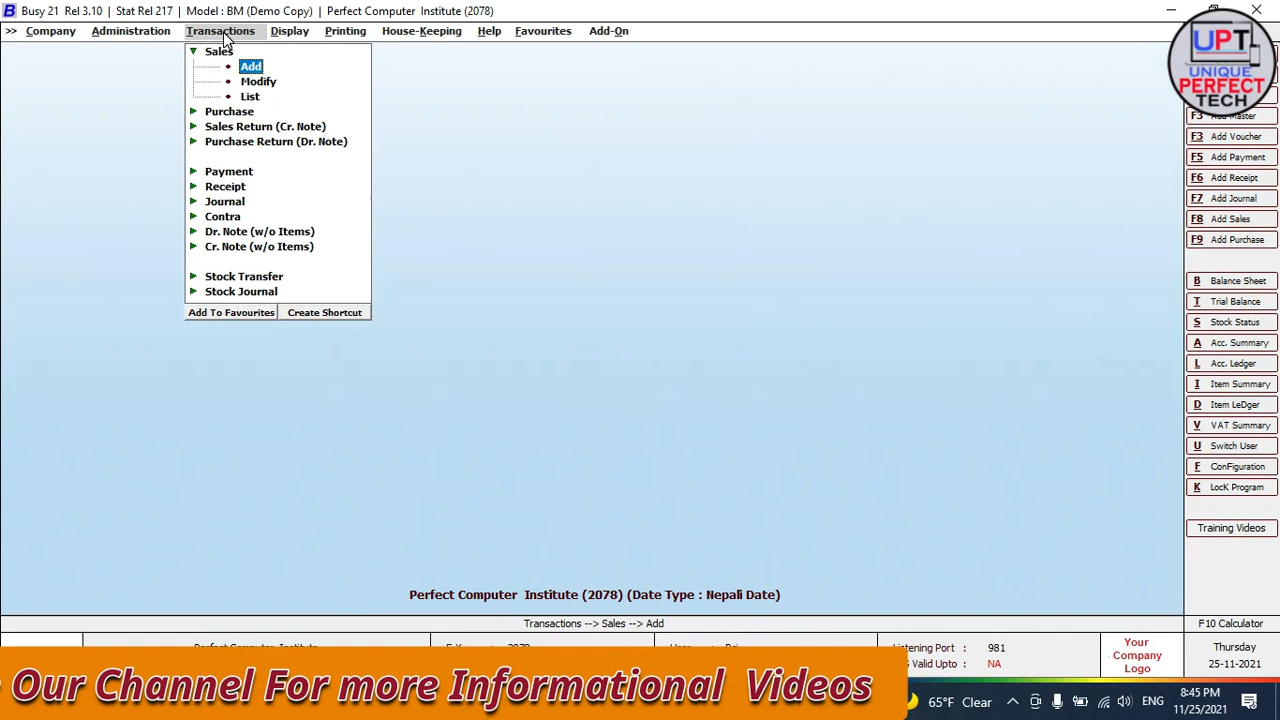 Busy 21 Rel 3.10 | Stat Rel 217 | Model : BM (Demo Copy) | Perfect Computer Institute (2078)
>> Company Administration Transactions Display Printing House-Keeping Help Favourites Add-On
UPT
UNIQUE
PERFECT
TECH
Sales
Add
Modify
List
Purchase
Sales Return (Cr. Note)
Purchase Return (Dr. Note)
Payment
Receipt
Journal
Contra
Dr. Note (w/o Items)
Cr. Note (w/o Items)
Stock Transfer
Stock Journal
Add To Favourites Create Shortcut
F3 Add Master
F3 Add Voucher
F5 Add Payment
F6 Add Receipt
F7 Add Journal
F8 Add Sales
F9 Add Purchase
B Balance Sheet
T Trial Balance
S Stock Status
A Acc. Summary
L Acc. Ledger
I Item Summary
D Item LeDger
V VAT Summary
U Switch User
F ConFiguration
K LocK Program
Training Videos
Perfect Computer Institute (2078) (Date Type : Nepali Date)
Transactions --> Sales --> Add F10 Calculator
Listening Port 981
Valid Upto NA
Your
Company
Logo
Thursday
25-11-2021
Our Channel For more Informational Videos
65°F Clear ENG 8:45 PM
11/25/2021